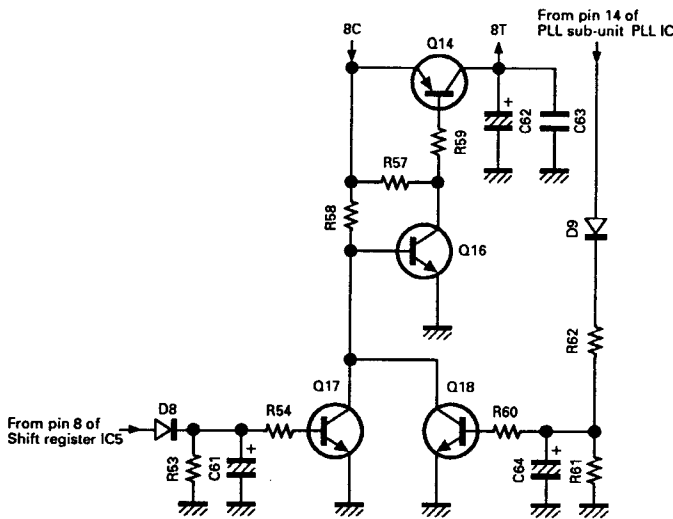 From pin 14 of
PLL sub-unit PLL IC
8C
Q14
8T
C62
C63
R59
R57
R58
Q16
D9
R62
Q17
Q18
D8
From pin 8 of
Shift register IC5
R54
R60
R53
C61
C64
R61
+
+
+